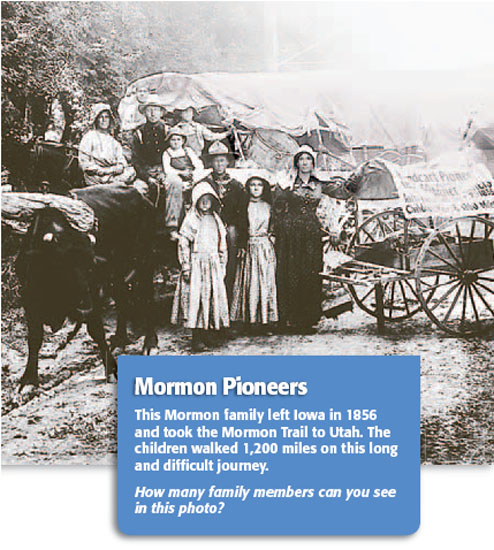 Handcart Pioneer
Mormon Pioneers
This Mormon family left Iowa in 1856
and took the Mormon Trail to Utah. The
children walked 1,200 miles on this long
and difficult journey.
How many family members can you see
in this photo?